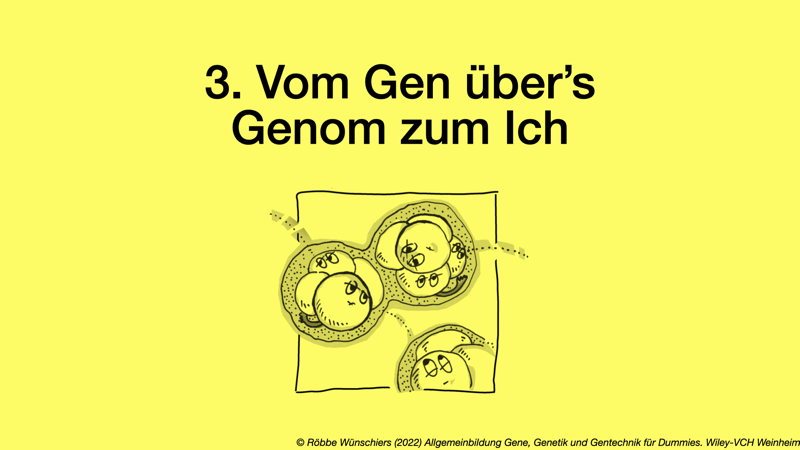 3. Vom Gen über’s
Genom zum Ich
© Röbbe Wünschiers (2022) Allgemeinbildung Gene, Genetik und Gentechnik für Dummies. Wiley-VCH Weinheim